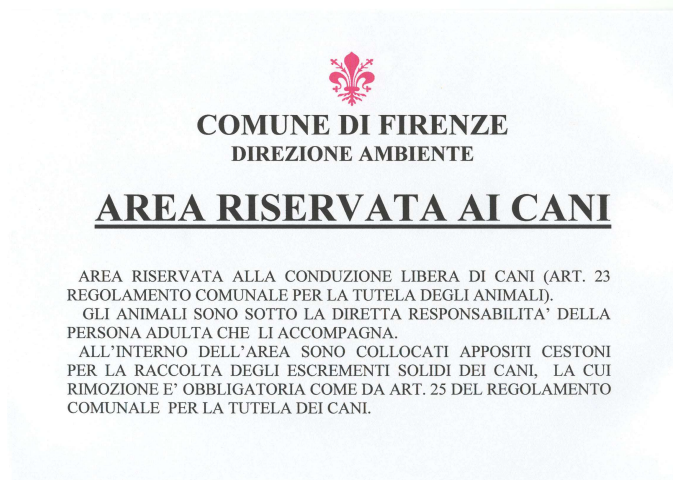 COMUNE DI FIRENZE
DIREZIONE AMBIENTE
AREA RISERVATA AI CANI
AREA RISERVATA ALLA CONDUZIONE LIBERA DI CANI (ART. 23
REGOLAMENTO COMUNALE PER LA TUTELA DEGLI ANIMALI).
GLI ANIMALI SONO SOTTO LA DIRETTA RESPONSABILITA' DELLA
PERSONA ADULTA CHE LI ACCOMPAGNA.
ALL'INTERNO DELL'AREA SONO COLLOCATI APPOSITI CESTONI
PER LA RACCOLTA DEGLI ESCREMENTI SOLIDI DEI CANI, LA CUI
RIMOZIONE E' OBBLIGATORIA COME DA ART. 25 DEL REGOLAMENTO
COMUNALE PER LA TUTELA DEI CANI.